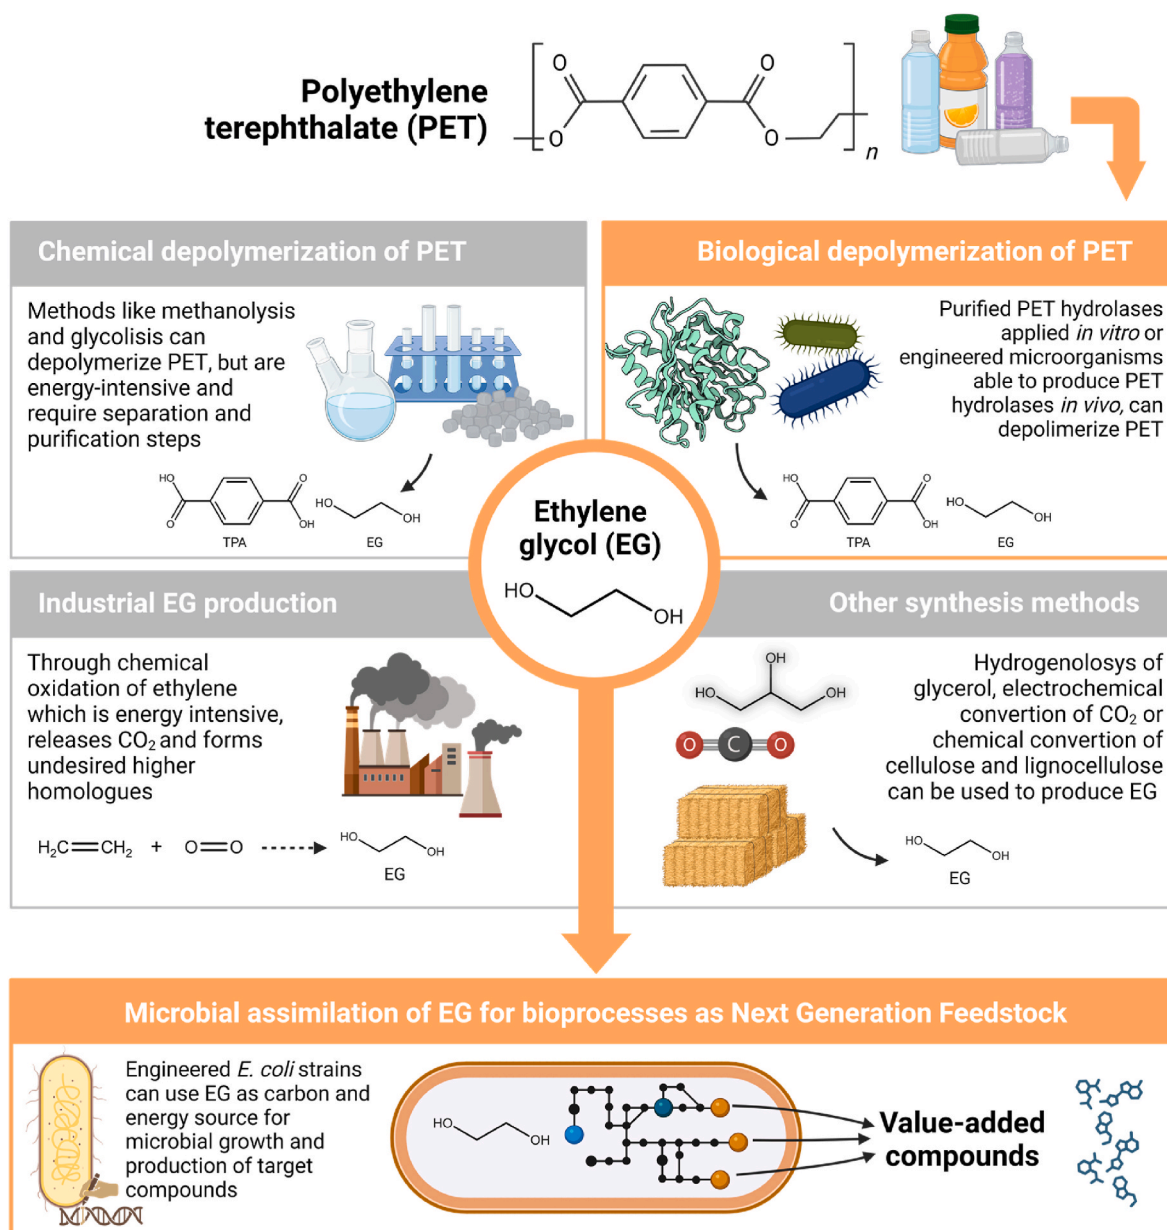 Polyethylene
terephthalate (PET)
O
O
O
O
n
Chemical depolymerization of PET
Methods like methanolysis
and glycolisis can
depolymerize PET, but are
energy-intensive and
require separation and
purification steps
HO
O
O
OH
TPA
HO
OH
EG
Biological depolymerization of PET
Purified PET hydrolases
applied in vitro or
engineered microorganisms
able to produce PET
hydrolases in vivo, can
depolimerize PET
HO
O
O
OH
TPA
HO
OH
EG
Ethylene
glycol (EG)
HO
OH
Industrial EG production
Through chemical
oxidation of ethylene
which is energy intensive,
releases CO₂ and forms
undesired higher
homologues
H₂C=CH₂ + O=O
HO
OH
EG
Other synthesis methods
OH
HO
OH
O C O
Hydrogenolosys of
glycerol, electrochemical
convertion of CO₂ or
chemical convertion of
cellulose and lignocellulose
can be used to produce EG
HO
OH
EG
Microbial assimilation of EG for bioprocesses as Next Generation Feedstock
Engineered E. coli strains
can use EG as carbon and
energy source for
microbial growth and
production of target
compounds
HO
OH
Value-added
compounds